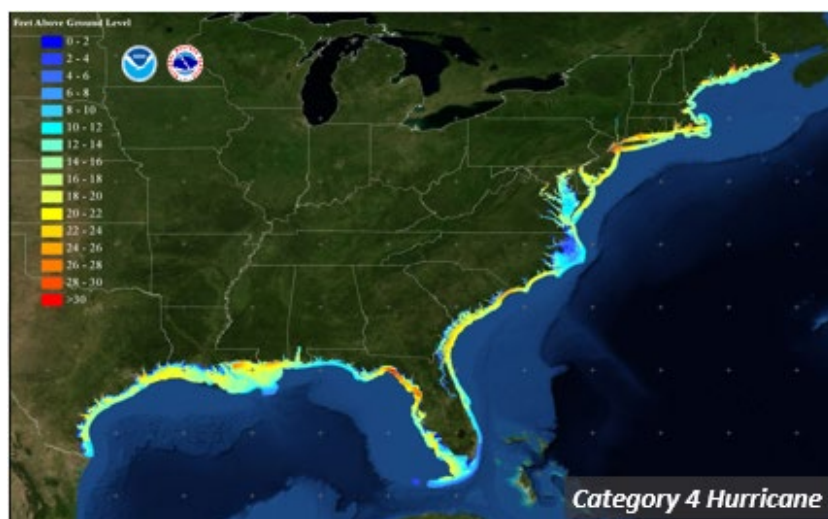 Feet Above Ground Level
0 - 2
2 - 4
4 - 6
6 - 8
8 - 10
10 - 12
12 - 14
14 - 16
16 - 18
18 - 20
20 - 22
22 - 24
24 - 26
26 - 28
28 - 30
>30
Category 4 Hurricane